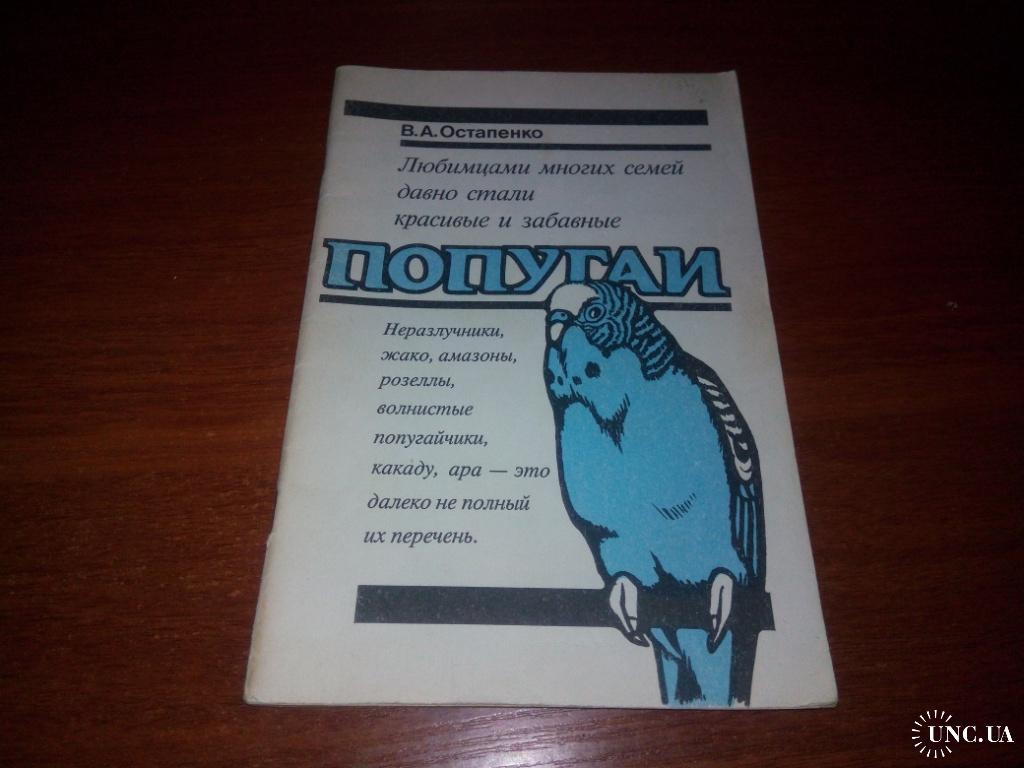 В.А.Остапенко
Любимцами многих семей
давно стали
красивые и забавные
ПОПУГАИ
Неразлучники,
жако, амазоны,
розеллы,
волнистые
попугайчики,
какаду, ара — это
далеко не полный
их перечень.
UNC.UA